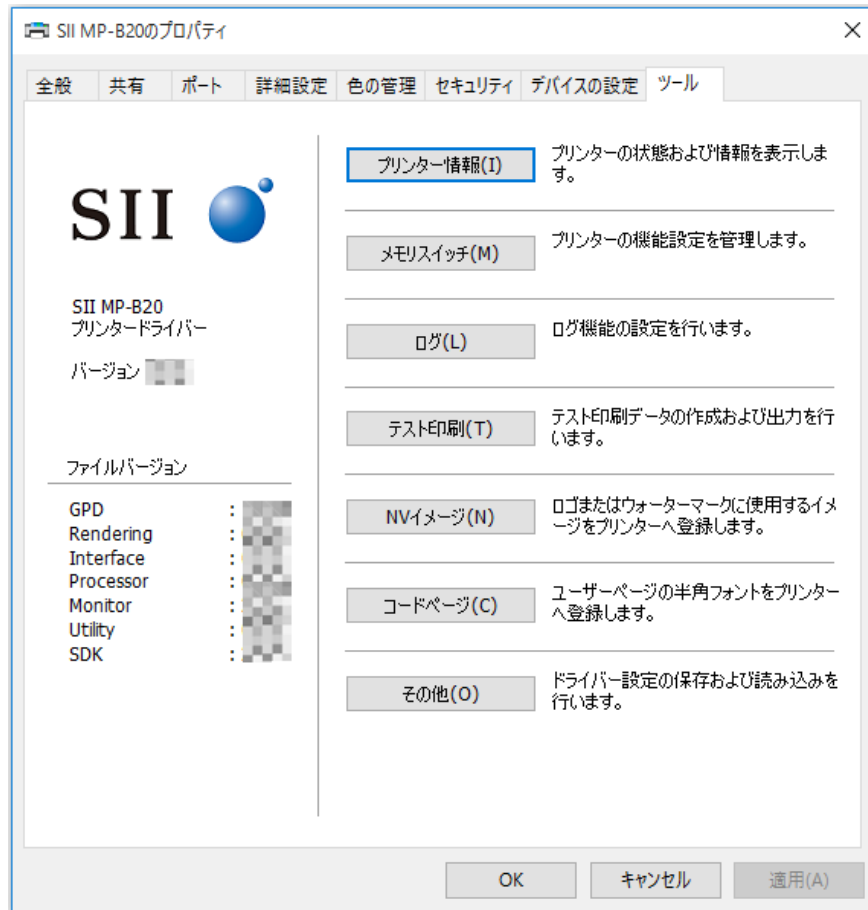 SII MP-B20のプロパティ
全般
共有
ポート
詳細設定
色の管理
セキュリティ
デバイスの設定
ツール
SII
SII MP-B20
プリンタードライバー
バージョン
ファイルバージョン
GPD :
Rendering :
Interface :
Processor :
Monitor :
Utility :
SDK :
プリンター情報(I)
プリンターの状態および情報を表示しま
す。
メモリスイッチ(M)
プリンターの機能設定を管理します。
ログ(L)
ログ機能の設定を行います。
テスト印刷(T)
テスト印刷データの作成および出力を行
います。
NVイメージ(N)
ロゴまたはウォーターマークに使用するイメ
ージをプリンターへ登録します。
コードページ(C)
ユーザーページの半角フォントをプリンター
へ登録します。
その他(O)
ドライバー設定の保存および読み込みを
行います。
OK
キャンセル
適用(A)